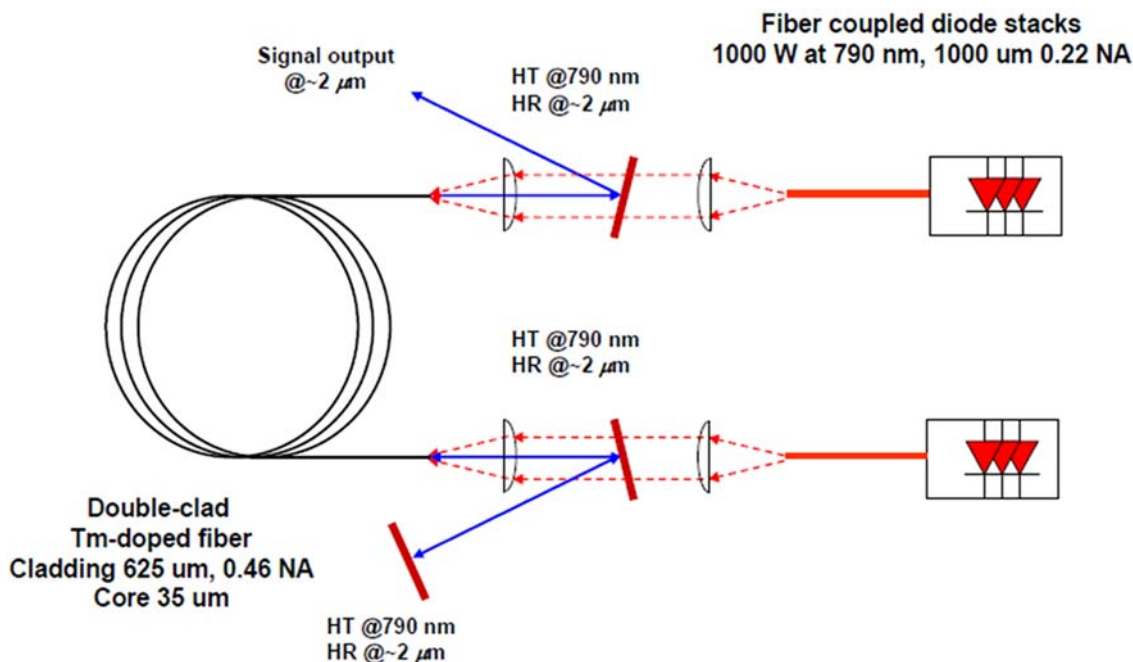 Fiber coupled diode stacks
1000 W at 790 nm, 1000 um 0.22 NA
Signal output
@~2 μm
HT @790 nm
HR @~2 μm
HT @790 nm
HR @~2 μm
Double-clad
Tm-doped fiber
Cladding 625 um, 0.46 NA
Core 35 um
HT @790 nm
HR @~2 μm